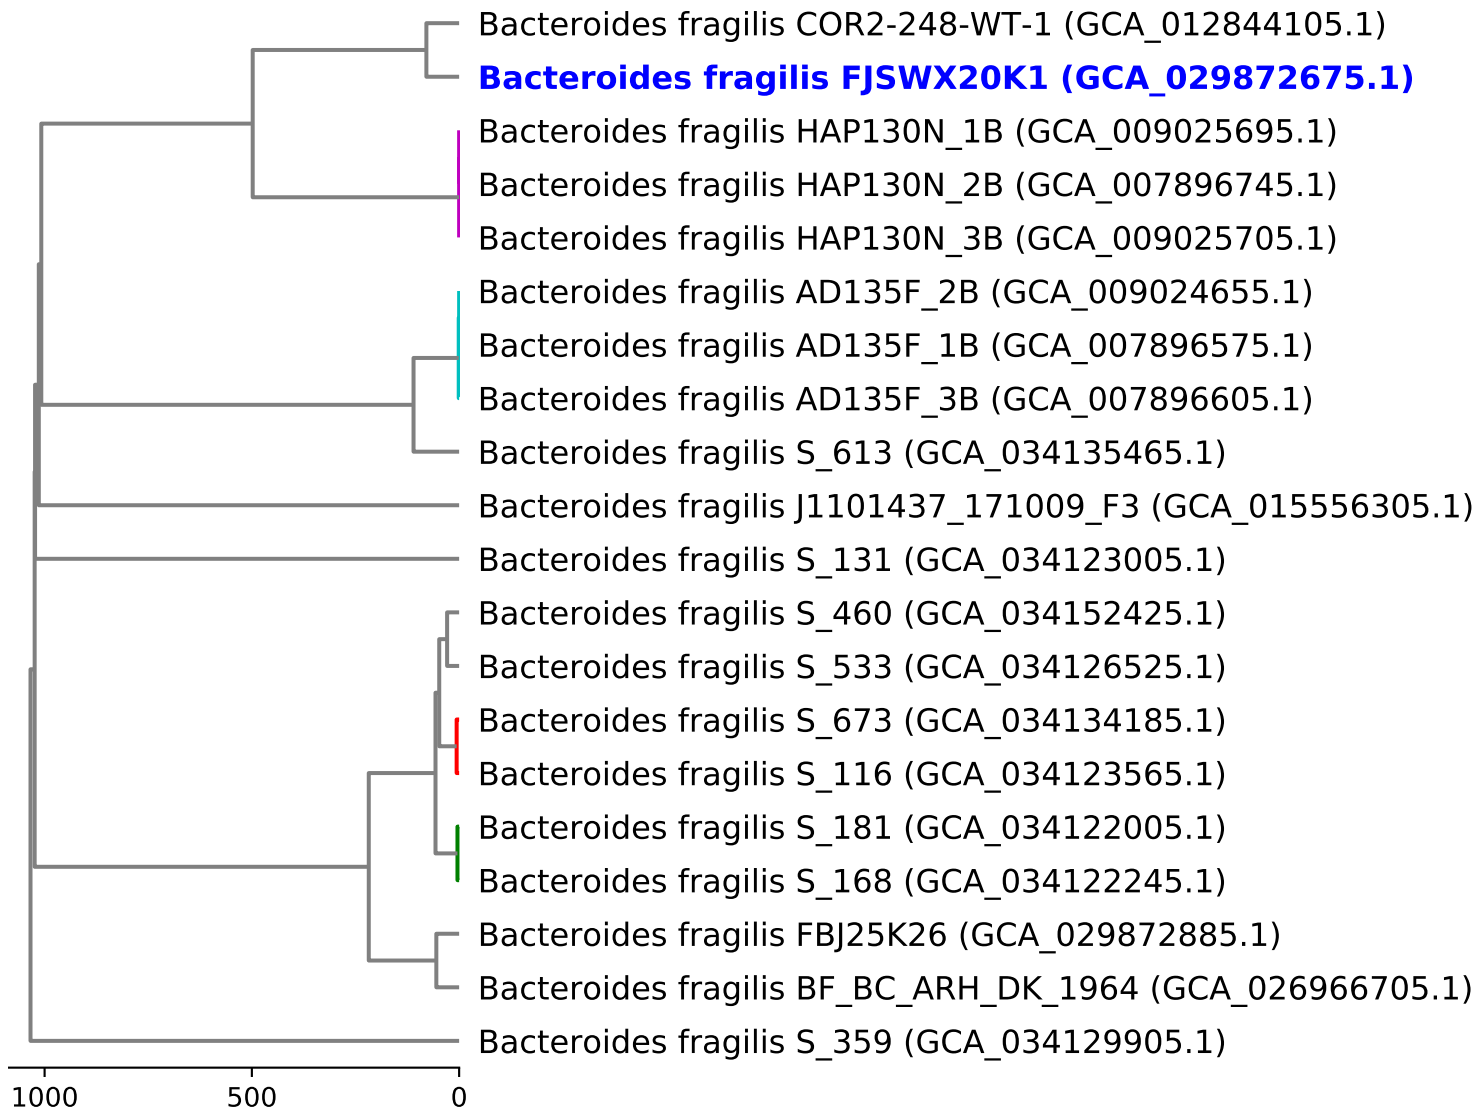 Bacteroides fragilis COR2-248-WT-1 (GCA_012844105.1)
Bacteroides fragilis FJSWX20K1 (GCA_029872675.1)
Bacteroides fragilis HAP130N_1B (GCA_009025695.1)
Bacteroides fragilis HAP130N_2B (GCA_007896745.1)
Bacteroides fragilis HAP130N_3B (GCA_009025705.1)
Bacteroides fragilis AD135F_2B (GCA_009024655.1)
Bacteroides fragilis AD135F_1B (GCA_007896575.1)
Bacteroides fragilis AD135F_3B (GCA_007896605.1)
Bacteroides fragilis S_613 (GCA_034135465.1)
Bacteroides fragilis J1101437_171009_F3 (GCA_015556305.1)
Bacteroides fragilis S_131 (GCA_034123005.1)
Bacteroides fragilis S_460 (GCA_034152425.1)
Bacteroides fragilis S_533 (GCA_034126525.1)
Bacteroides fragilis S_673 (GCA_034134185.1)
Bacteroides fragilis S_116 (GCA_034123565.1)
Bacteroides fragilis S_181 (GCA_034122005.1)
Bacteroides fragilis S_168 (GCA_034122245.1)
Bacteroides fragilis FBJ25K26 (GCA_029872885.1)
Bacteroides fragilis BF_BC_ARH_DK_1964 (GCA_026966705.1)
Bacteroides fragilis S_359 (GCA_034129905.1)
1000 500 0